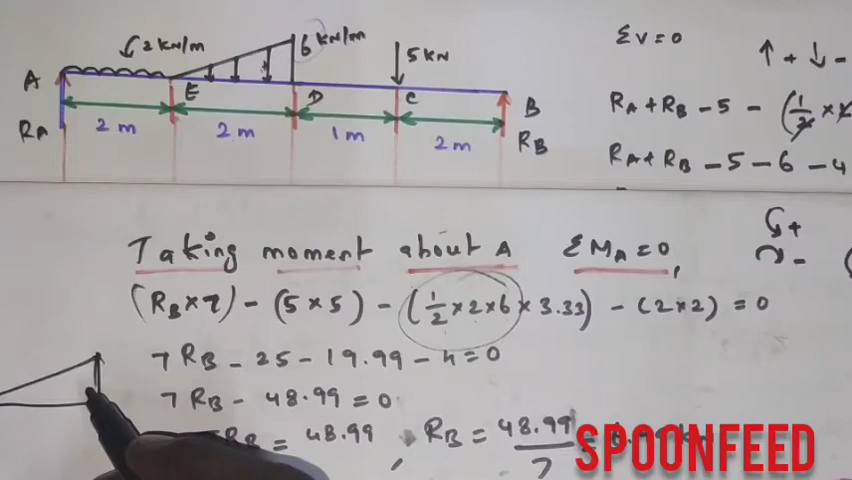 2 kN/m
6 kN/m
5 kN
A
E
D
C
B
RA
2 m
2 m
1 m
2 m
RB
ΣV=0
↑ + ↓ -
RA + RB - 5 - (1/2 ×
RA + RB - 5 - 6 - 4
Taking moment about A ΣMA=0,
(RB×7) - (5×5) - (1/2×2×6×3.33) - (2×2) = 0
7RB - 25 - 19.99 - 4 = 0
7RB - 48.99 = 0
RB = 48.99 , RB = 48.99/7 =
SPOONFEED